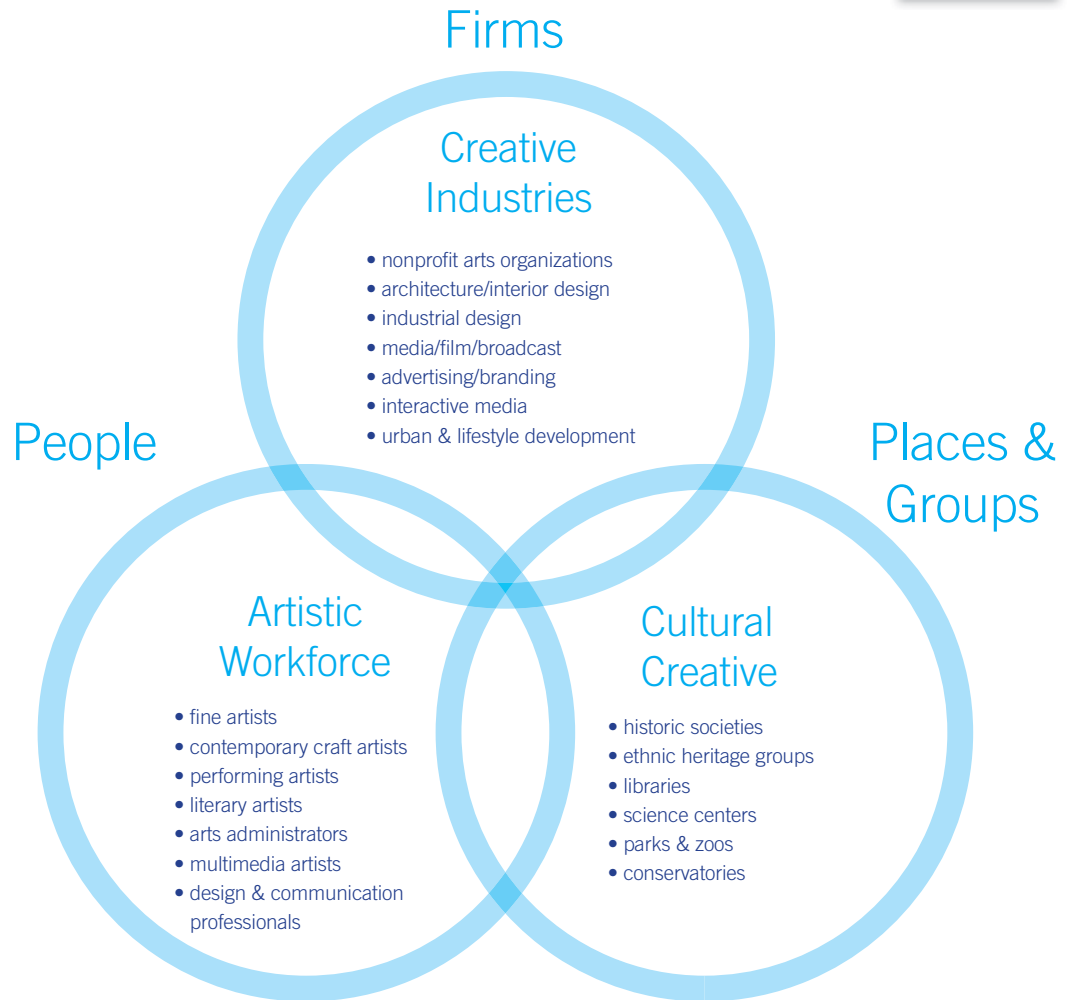 Firms
Creative
Industries
• nonprofit arts organizations
• architecture/interior design
• industrial design
• media/film/broadcast
• advertising/branding
• interactive media
• urban & lifestyle development
People
Places &
Groups
Artistic
Workforce
• fine artists
• contemporary craft artists
• performing artists
• literary artists
• arts administrators
• multimedia artists
• design & communication
professionals
Cultural
Creative
• historic societies
• ethnic heritage groups
• libraries
• science centers
• parks & zoos
• conservatories